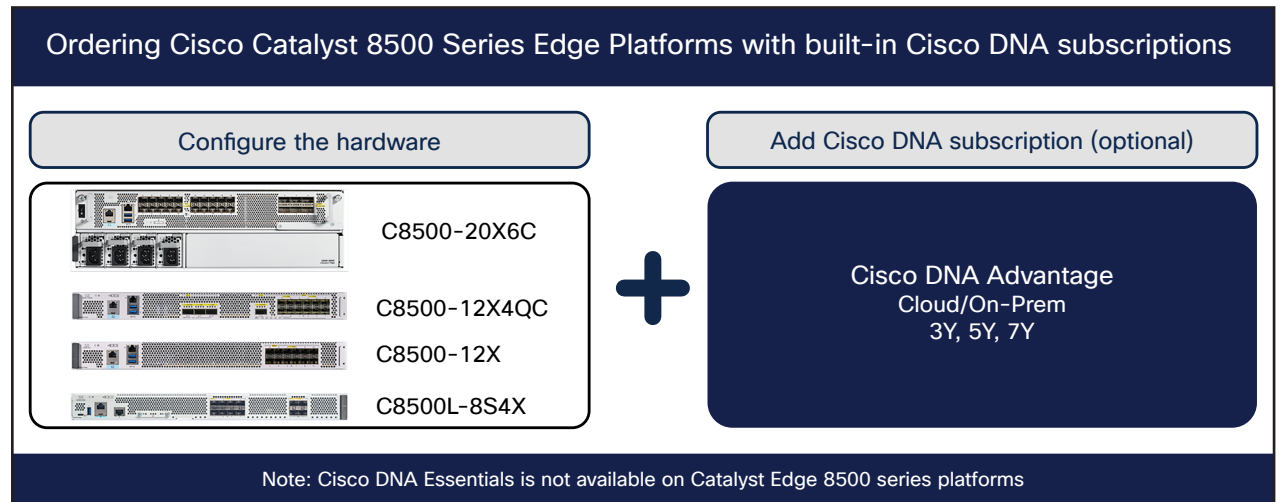 Ordering Cisco Catalyst 8500 Series Edge Platforms with built-in Cisco DNA subscriptions
Configure the hardware
C8500-20X6C
C8500-12X4QC
C8500-12X
C8500L-8S4X
Add Cisco DNA subscription (optional)
Cisco DNA Advantage
Cloud/On-Prem
3Y, 5Y, 7Y
Note: Cisco DNA Essentials is not available on Catalyst Edge 8500 series platforms